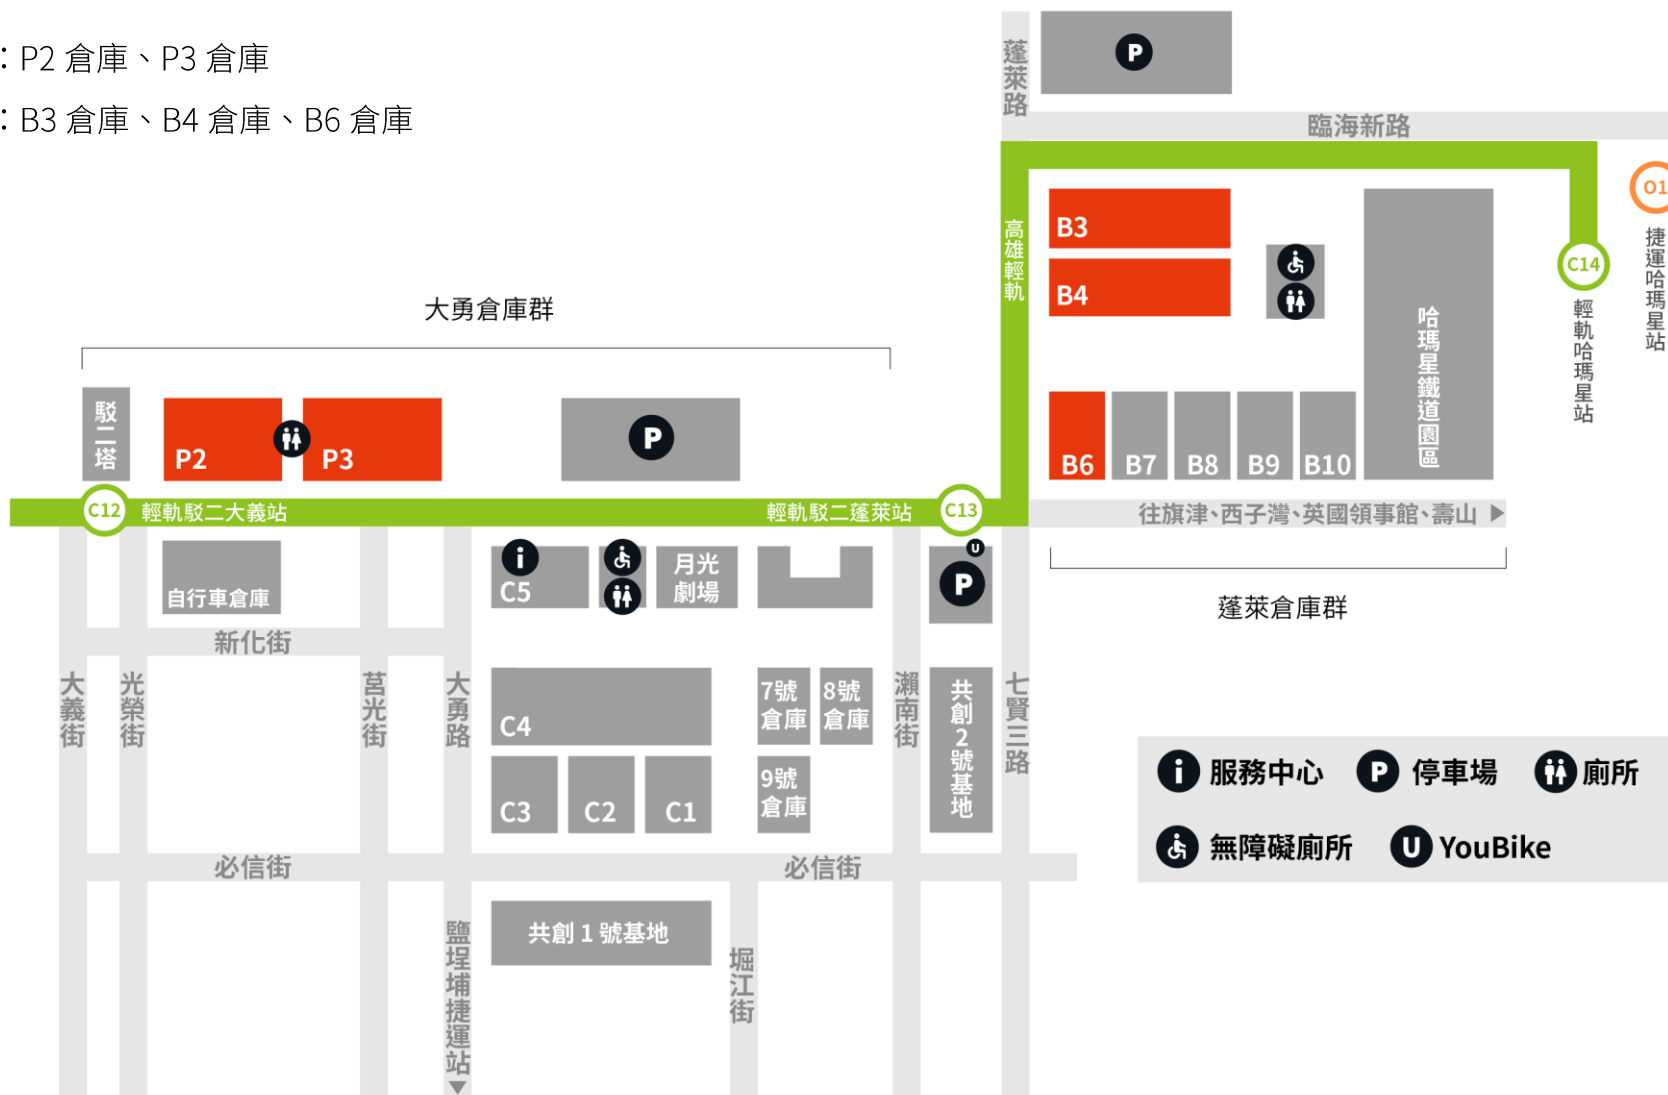 ：P2 倉庫、P3 倉庫
：B3 倉庫、B4 倉庫、B6 倉庫
蓬萊路
P
臨海新路
O1
捷運哈瑪星站
高雄輕軌
B3
B4
哈瑪星鐵道園區
C14
輕軌哈瑪星站
大勇倉庫群
駁二塔
P2
P3
P
B6
B7
B8
B9
B10
C12
輕軌駁二大義站
輕軌駁二蓬萊站
C13
往旗津、西子灣、英國領事館、壽山
自行車倉庫
i
C5
月光
劇場
U
P
蓬萊倉庫群
新化街
大義街
光榮街
莒光街
大勇路
C4
7號
倉庫
8號
倉庫
瀨南街
共創2號基地
七賢三路
C3
C2
C1
9號
倉庫
i 服務中心
P 停車場
廁所
無障礙廁所
U YouBike
必信街
必信街
共創 1 號基地
鹽埕埔捷運站
堀江街